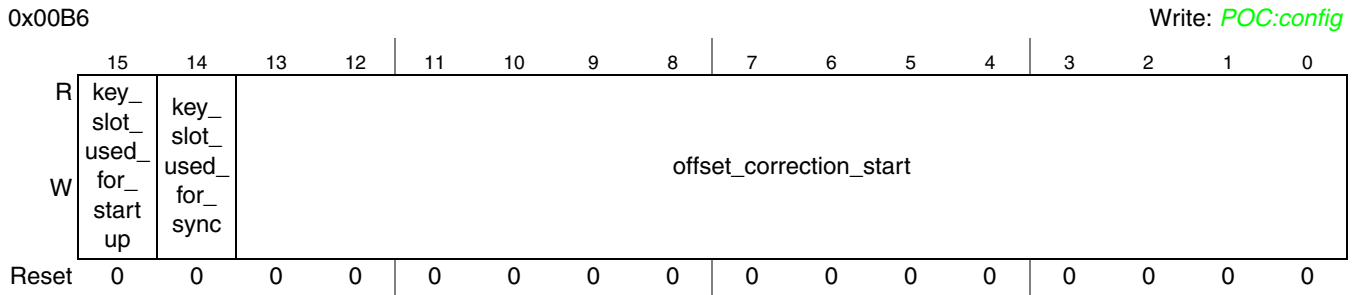 0x00B6 Write: POC:config
15 14 13 12 11 10 9 8 7 6 5 4 3 2 1 0
R
W
key_
slot_
used_
for_
start
up
key_
slot_
used_
for_
sync
offset_correction_start
Reset 0 0 0 0 0 0 0 0 0 0 0 0 0 0 0 0